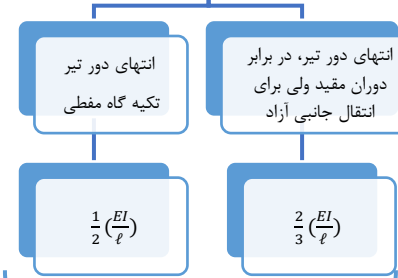 انتهای دور تیر، در برابر
دوران مقید ولی برای
انتقال جانبی آزاد
انتهای دور تیر
تکیه گاه مفطی
2/3 (EI/ℓ)
1/2 (EI/ℓ)